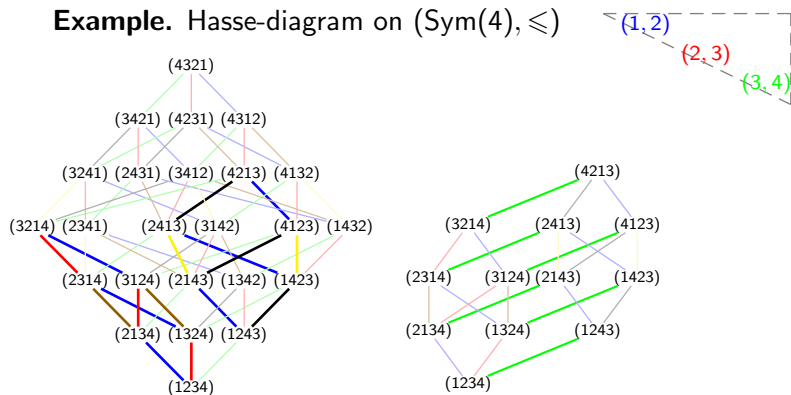 Example. Hasse-diagram on (Sym(4), ⩽)
(1, 2)
(2, 3)
(3, 4)
(4321)
(3421) (4231) (4312)
(3241) (2431) (3412) (4213) (4132)
(3214) (2341) (2413) (3142) (4123) (1432)
(2314) (3124) (2143) (1342) (1423)
(2134) (1324) (1243)
(1234)
(4213)
(3214) (2413) (4123)
(2314) (3124) (2143) (1423)
(2134) (1324) (1243)
(1234)